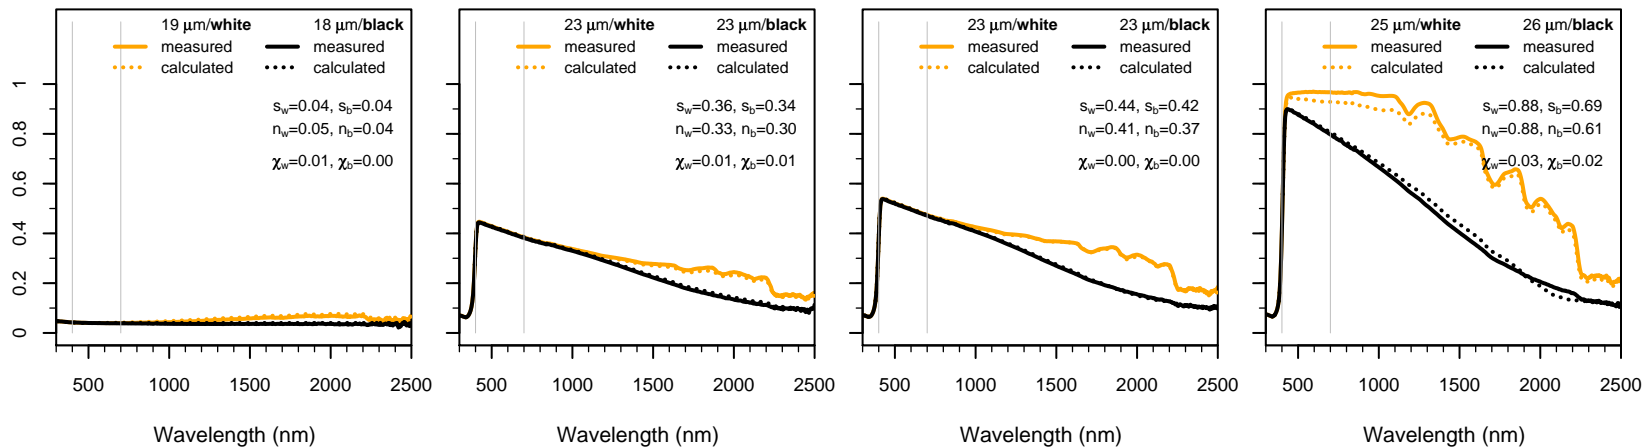 19 μm/white 18 μm/black
measured measured
calculated calculated
s_w=0.04, s_b=0.04
n_w=0.05, n_b=0.04
χ_w=0.01, χ_b=0.00
0 0.2 0.4 0.6 0.8 1
500 1000 1500 2000 2500
Wavelength (nm)
23 μm/white 23 μm/black
measured measured
calculated calculated
s_w=0.36, s_b=0.34
n_w=0.33, n_b=0.30
χ_w=0.01, χ_b=0.01
500 1000 1500 2000 2500
Wavelength (nm)
23 μm/white 23 μm/black
measured measured
calculated calculated
s_w=0.44, s_b=0.42
n_w=0.41, n_b=0.37
χ_w=0.00, χ_b=0.00
500 1000 1500 2000 2500
Wavelength (nm)
25 μm/white 26 μm/black
measured measured
calculated calculated
s_w=0.88, s_b=0.69
n_w=0.88, n_b=0.61
χ_w=0.03, χ_b=0.02
500 1000 1500 2000 2500
Wavelength (nm)